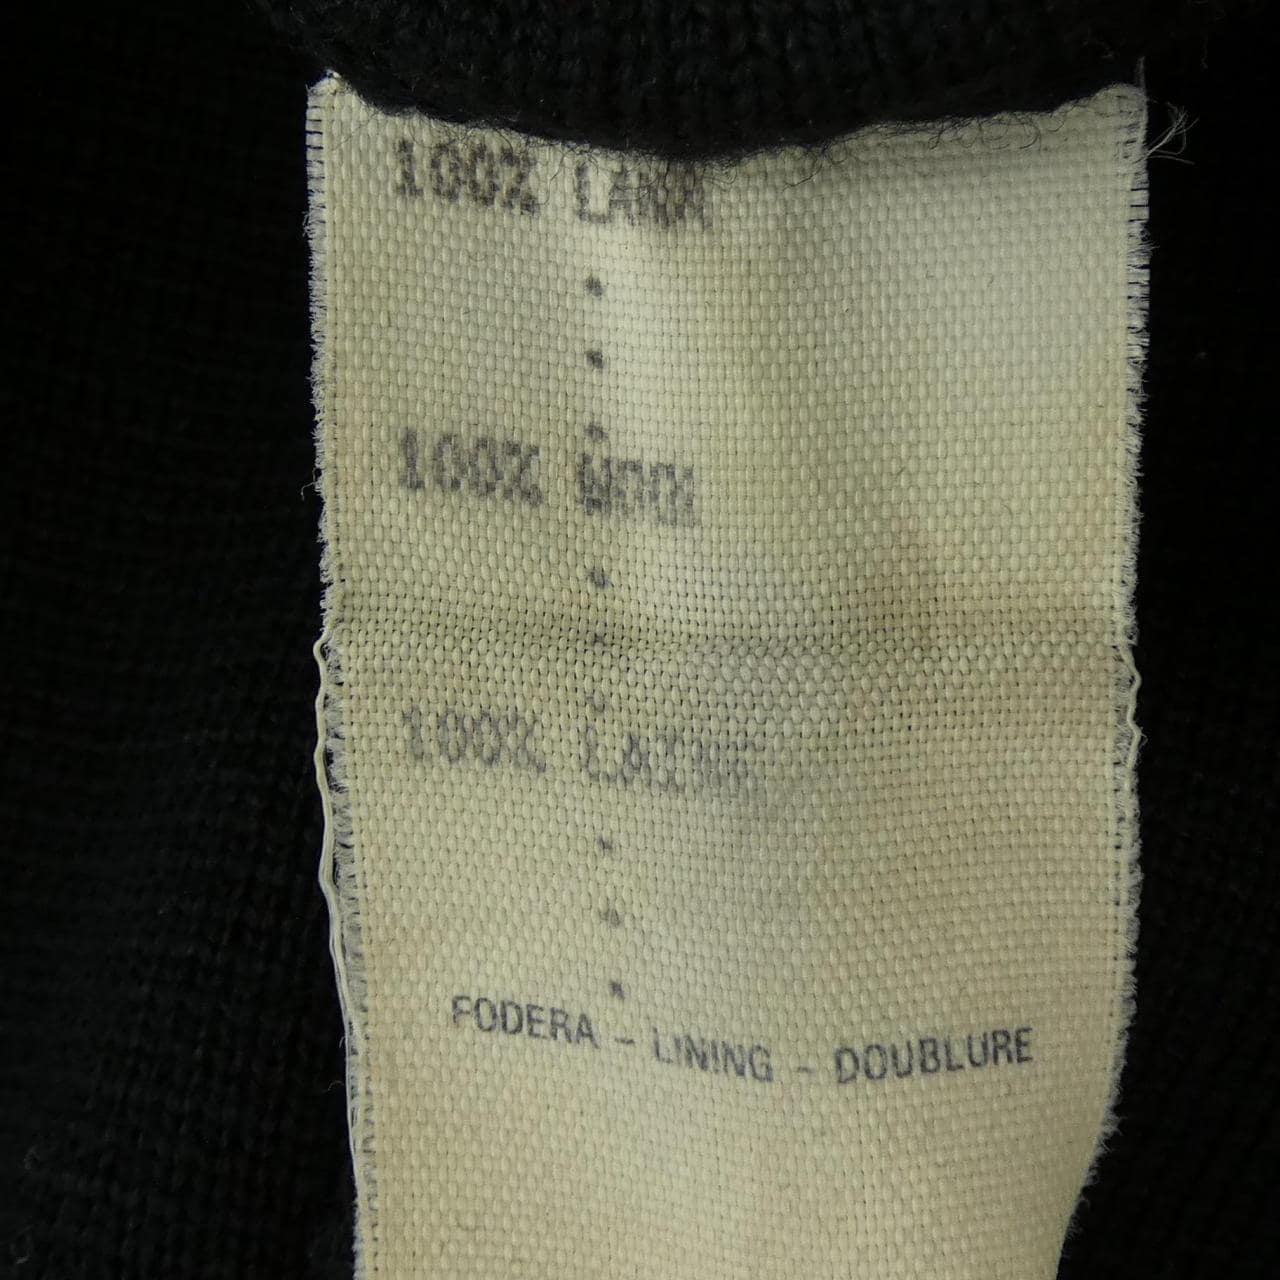 100% LANA
100% WOOL
100% LAINE
FODERA - LINING - DOUBLURE